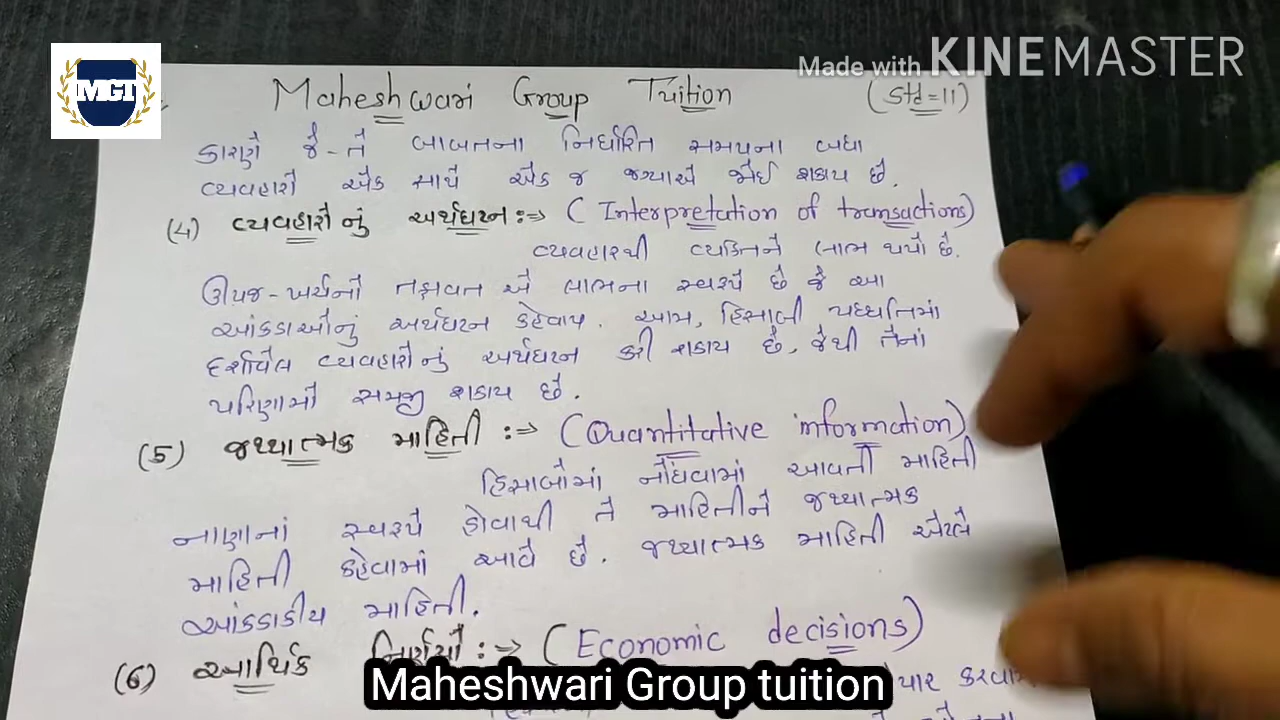 Made with KINEMASTER
MGI
Maheshwari Group Tuition (Std=11)
કારણે જે-તે બાબતના નિર્ધારિત સમયના બધા
વ્યવહારો એક સાથે એક જ જગ્યાએ જોઈ શકાય છે.
(4) વ્યવહારોનું અર્થઘટન :⇒ (Interpretation of transactions)
વ્યવહારથી વ્યક્તિને લાભ થયો છે.
ઊપજ-ખર્ચનો તફાવત એ લાભના સ્વરૂપે છે જે આ
આંકડાઓનું અર્થઘટન કહેવાય. આમ, હિસાબી પધ્ધતિમાં
દર્શાવેલ વ્યવહારોનું અર્થઘટન કરી શકાય છે, જેથી તેનાં
પરિણામો સમજી શકાય છે.
(5) જથ્થાત્મક માહિતી :⇒ (Quantitative information)
હિસાબોમાં નોંધવામાં આવતી માહિતી
નાણાનાં સ્વરૂપે હોવાથી તે માહિતીને જથ્થાત્મક
માહિતી કહેવામાં આવે છે. જથ્થાત્મક માહિતી એટલે
આંકડાકીય માહિતી.
(6) આર્થિક નિર્ણયો :⇒ (Economic decisions)
Maheshwari Group tuition